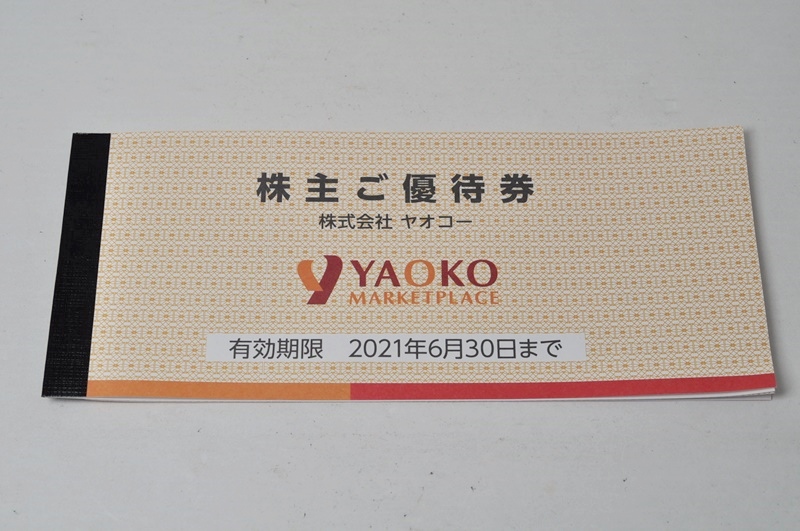 株主ご優待券
株式会社 ヤオコー
YAOKO
MARKETPLACE
有効期限 2021年6月30日まで